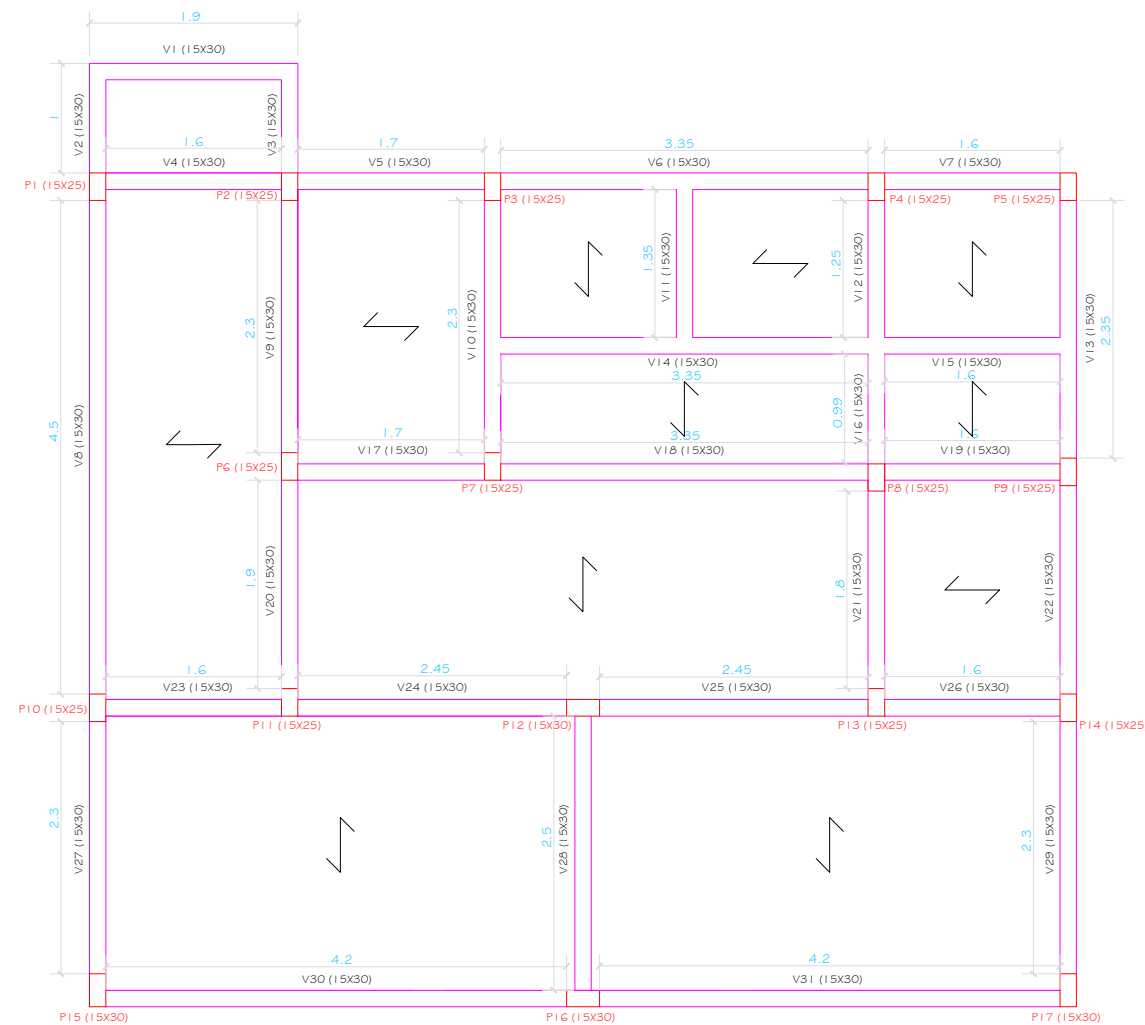 1.9
V1 (15X30)
1
V2 (15X30)
V3 (15X30)
1.6
V4 (15X30)
1.7
V5 (15X30)
3.35
V6 (15X30)
1.6
V7 (15X30)
P1 (15X25)
P2 (15X25)
P3 (15X25)
P4 (15X25)
P5 (15X25)
4.5
V8 (15X30)
2.3
V9 (15X30)
2.3
V10 (15X30)
1.35
V11 (15X30)
1.25
V12 (15X30)
V13 (15X30)
2.35
V14 (15X30)
3.35
V15 (15X30)
1.6
0.99
V16 (15X30)
1.7
V17 (15X30)
3.35
V18 (15X30)
1.6
V19 (15X30)
P6 (15X25)
P7 (15X25)
P8 (15X25)
P9 (15X25)
1.9
V20 (15X30)
1.8
V21 (15X30)
V22 (15X30)
1.6
V23 (15X30)
2.45
V24 (15X30)
2.45
V25 (15X30)
1.6
V26 (15X30)
P10 (15X25)
P11 (15X25)
P12 (15X30)
P13 (15X25)
P14 (15X25
2.3
V27 (15X30)
2.5
V28 (15X30)
2.3
V29 (15X30)
4.2
V30 (15X30)
4.2
V31 (15X30)
P15 (15X30)
P16 (15X30)
P17 (15X30)